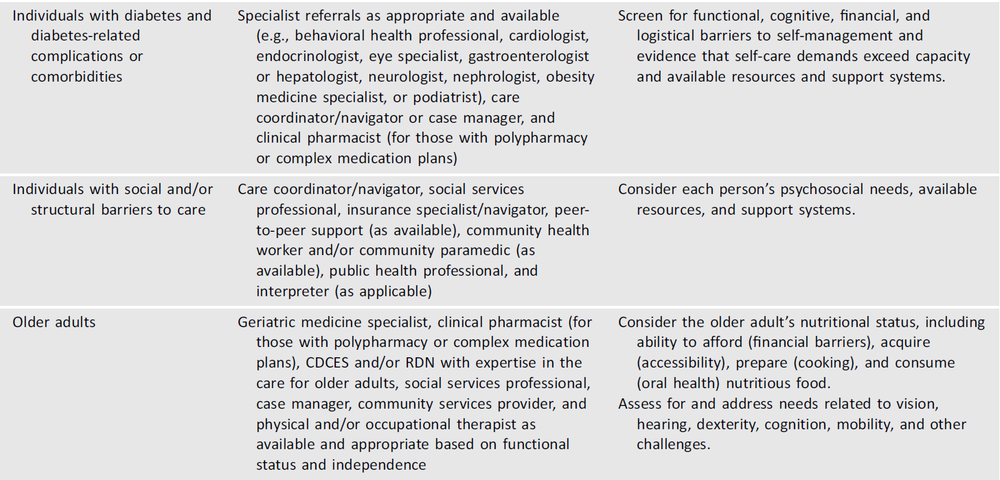 Individuals with diabetes and
diabetes-related
complications or
comorbidities
Specialist referrals as appropriate and available
(e.g., behavioral health professional, cardiologist,
endocrinologist, eye specialist, gastroenterologist
or hepatologist, neurologist, nephrologist, obesity
medicine specialist, or podiatrist), care
coordinator/navigator or case manager, and
clinical pharmacist (for those with polypharmacy
or complex medication plans)
Screen for functional, cognitive, financial, and
logistical barriers to self-management and
evidence that self-care demands exceed capacity
and available resources and support systems.
Individuals with social and/or
structural barriers to care
Care coordinator/navigator, social services
professional, insurance specialist/navigator, peer-
to-peer support (as available), community health
worker and/or community paramedic (as
available), public health professional, and
interpreter (as applicable)
Consider each person’s psychosocial needs, available
resources, and support systems.
Older adults
Geriatric medicine specialist, clinical pharmacist (for
those with polypharmacy or complex medication
plans), CDCES and/or RDN with expertise in the
care for older adults, social services professional,
case manager, community services provider, and
physical and/or occupational therapist as
available and appropriate based on functional
status and independence
Consider the older adult’s nutritional status, including
ability to afford (financial barriers), acquire
(accessibility), prepare (cooking), and consume
(oral health) nutritious food.
Assess for and address needs related to vision,
hearing, dexterity, cognition, mobility, and other
challenges.